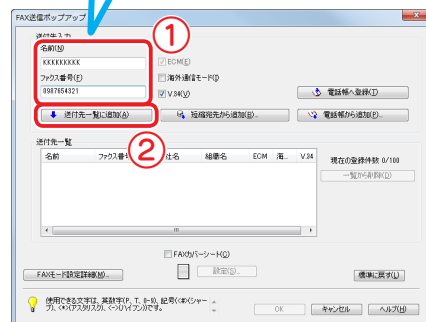 FAX送信ポップアップ
送付先入力
名前(N)
①
KKKKKKKKK
ECM(E)
ファクス番号(F)
海外通信モード(D)
0987654321
V.34(V)
電話帳へ登録(T)
送付先一覧に追加(A)
短縮宛先から追加(B)...
電話帳から追加(P)...
②
送付先一覧
名前 ファクス番号 社名 組織名 ECM 海... V.34
現在の登録件数 0/100
一覧から削除(O)
FAXカバーシート(C)
FAXモード設定詳細(M)...
設定(S)...
標準に戻す(L)
使用できる文字は、英数字(P、T、0-9)、記号(<#>(シャー
プ)、<*>(アスタリスク)、<->(ハイフン))です。
OK
キャンセル
ヘルプ(H)